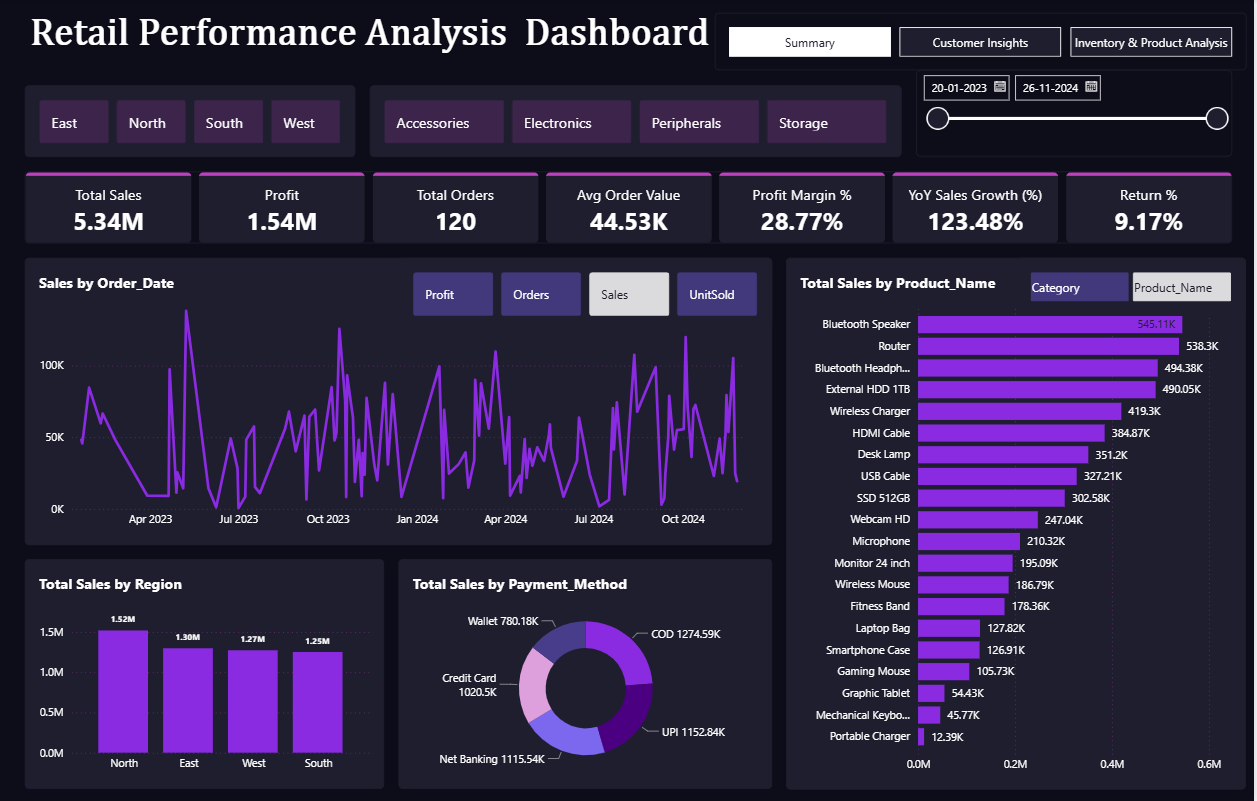 Retail Performance Analysis  Dashboard
Summary
Customer Insights
Inventory & Product Analysis
20-01-2023
26-11-2024
East
North
South
West
Accessories
Electronics
Peripherals
Storage
Total Sales
5.34M
Profit
1.54M
Total Orders
120
Avg Order Value
44.53K
Profit Margin %
28.77%
YoY Sales Growth (%)
123.48%
Return %
9.17%
Sales by Order_Date
Profit
Orders
Sales
UnitSold
100K
50K
0K
Apr 2023
Jul 2023
Oct 2023
Jan 2024
Apr 2024
Jul 2024
Oct 2024
Total Sales by Product_Name
Category
Product_Name
Bluetooth Speaker 545.11K
Router 538.3K
Bluetooth Headph... 494.38K
External HDD 1TB 490.05K
Wireless Charger 419.3K
HDMI Cable 384.87K
Desk Lamp 351.2K
USB Cable 327.21K
SSD 512GB 302.58K
Webcam HD 247.04K
Microphone 210.32K
Monitor 24 inch 195.09K
Wireless Mouse 186.79K
Fitness Band 178.36K
Laptop Bag 127.82K
Smartphone Case 126.91K
Gaming Mouse 105.73K
Graphic Tablet 54.43K
Mechanical Keybo... 45.77K
Portable Charger 12.39K
0.0M
0.2M
0.4M
0.6M
Total Sales by Region
1.5M
1.0M
0.5M
0.0M
1.52M
1.30M
1.27M
1.25M
North
East
West
South
Total Sales by Payment_Method
Wallet 780.18K
COD 1274.59K
Credit Card
1020.5K
UPI 1152.84K
Net Banking 1115.54K